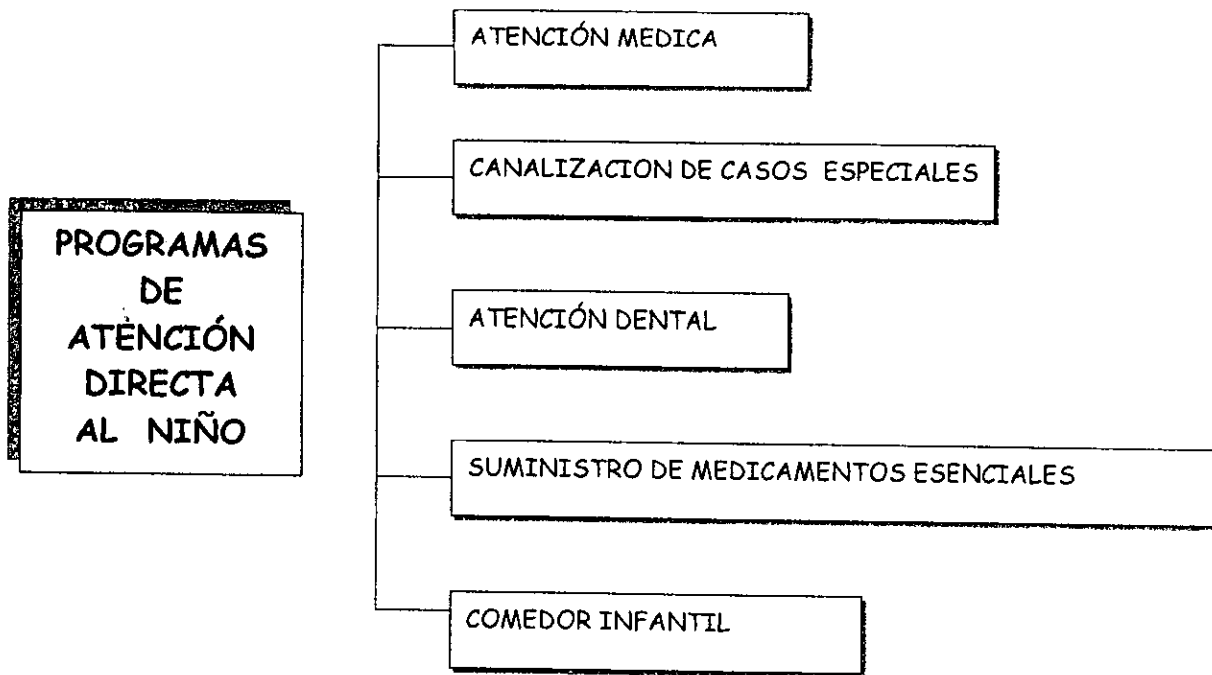 PROGRAMAS
DE
ATENCIÓN
DIRECTA
AL NIÑO
ATENCIÓN MEDICA
CANALIZACION DE CASOS ESPECIALES
ATENCIÓN DENTAL
SUMINISTRO DE MEDICAMENTOS ESENCIALES
COMEDOR INFANTIL